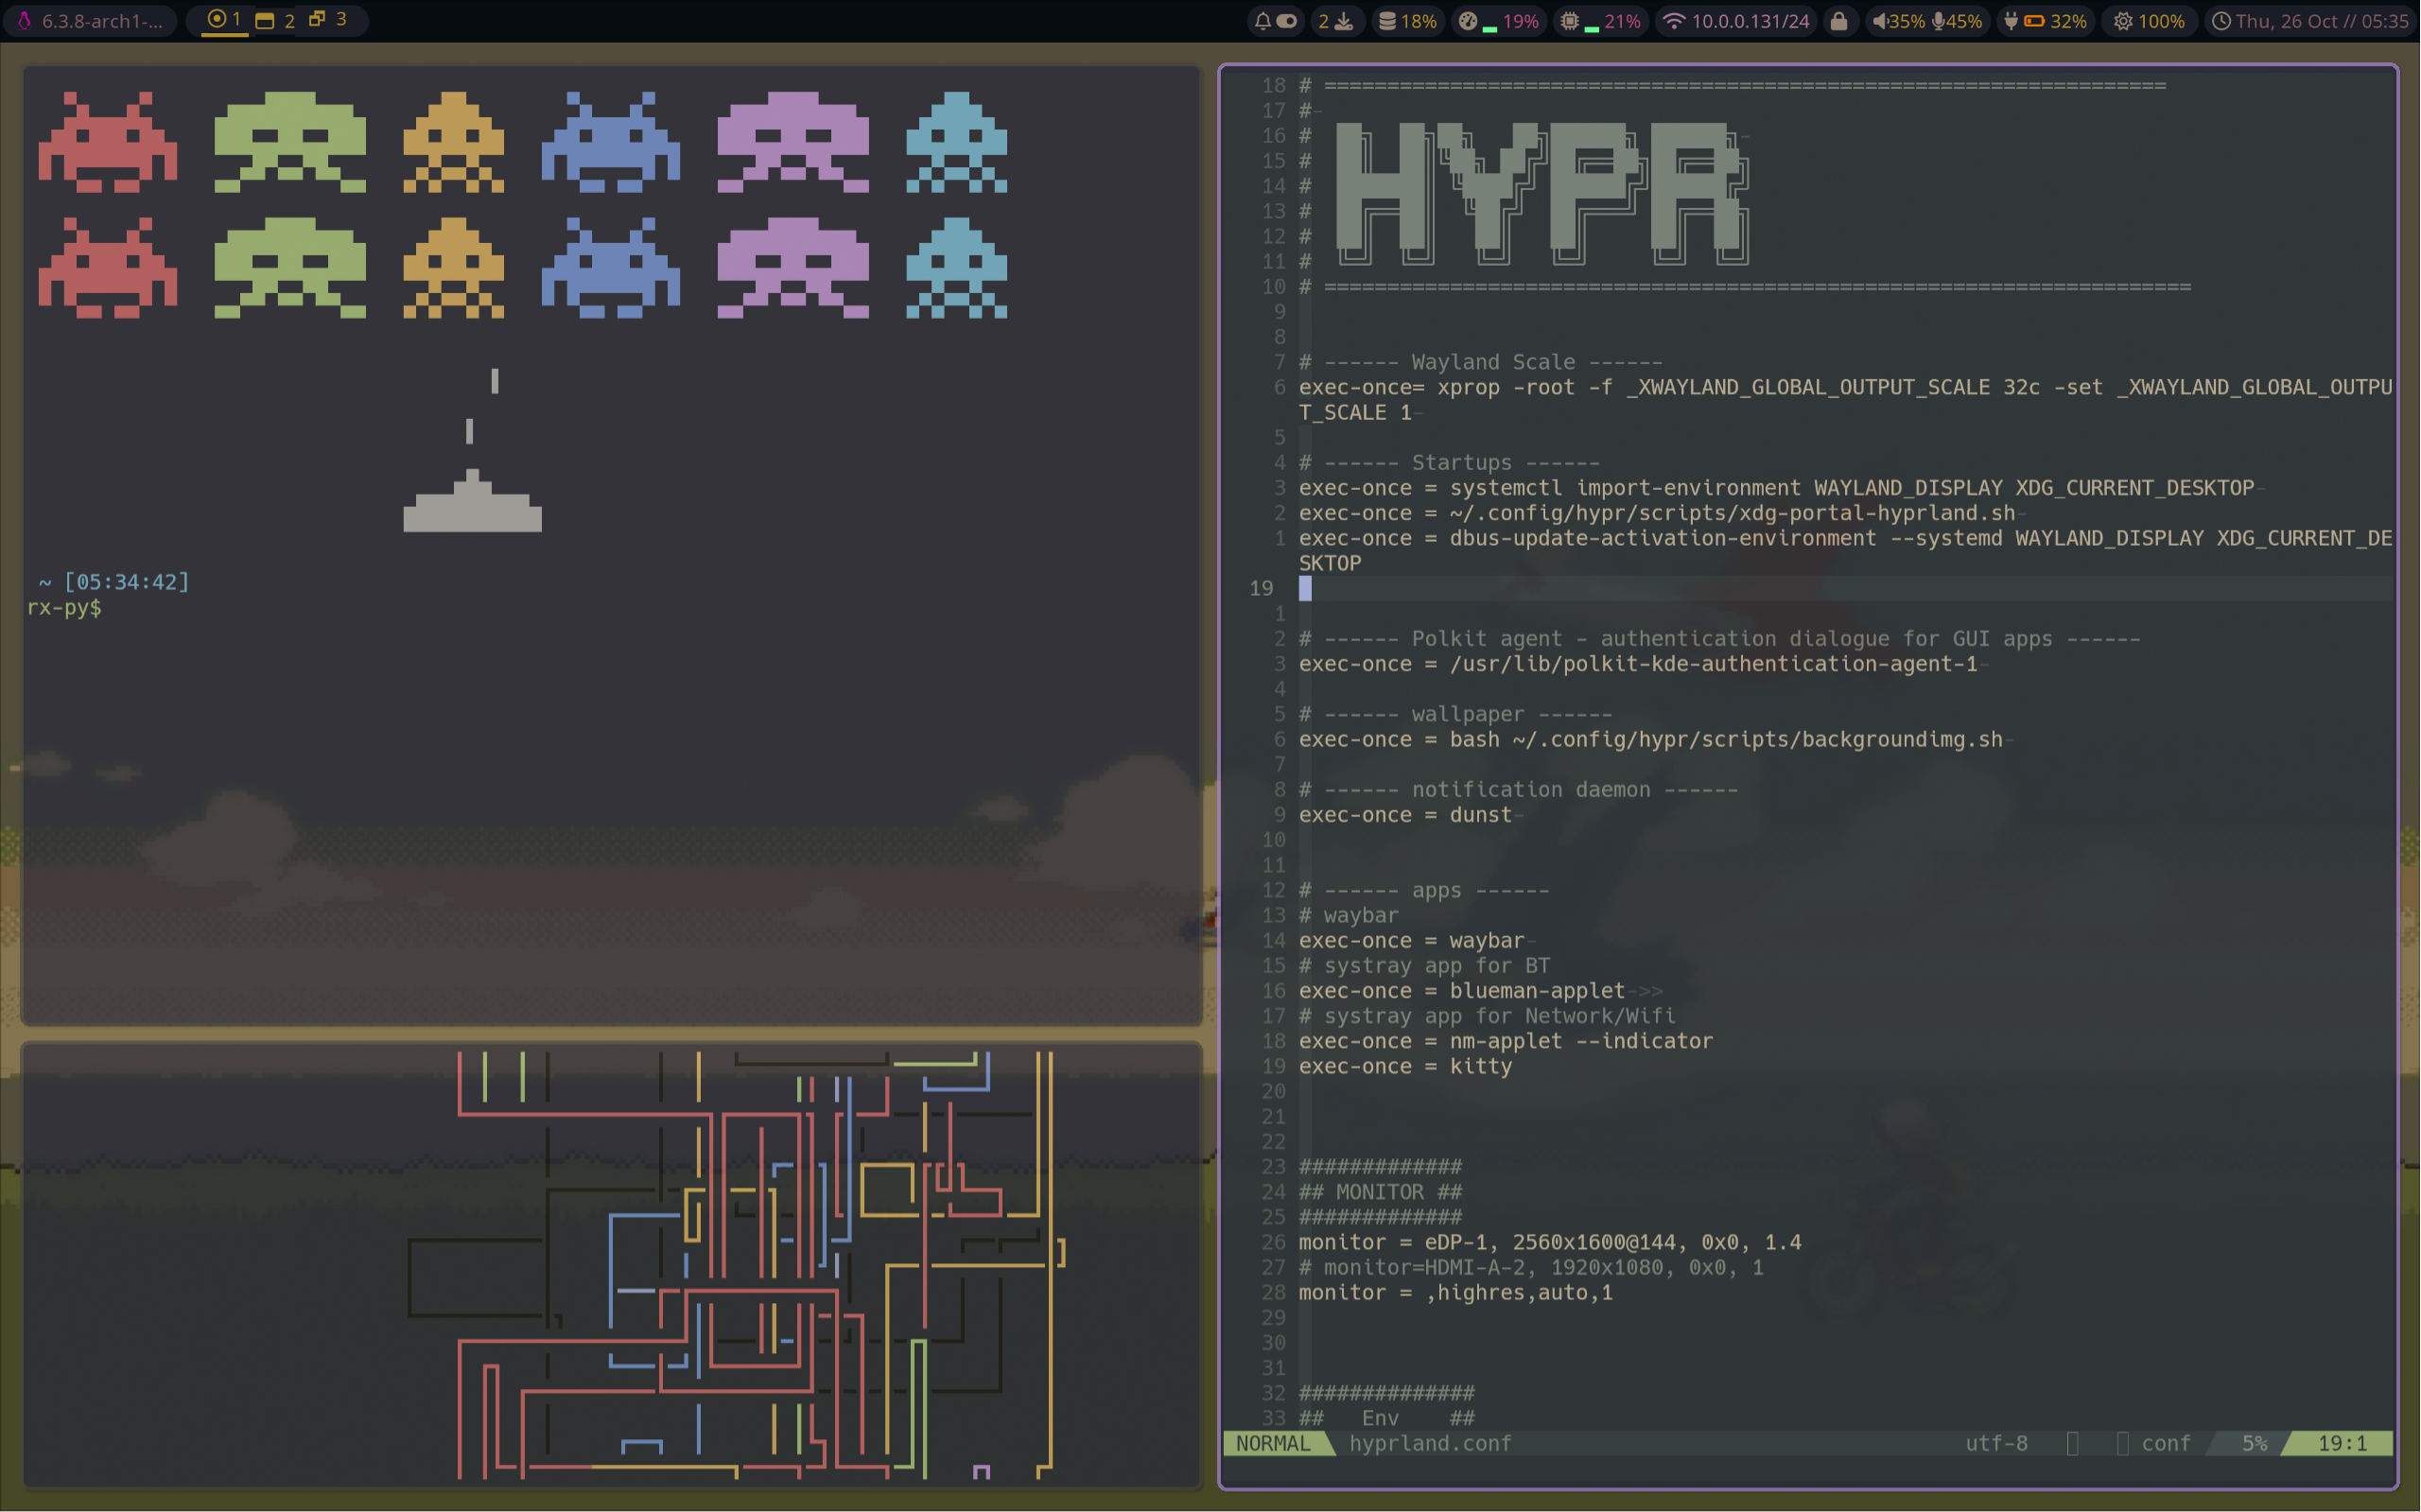 6.3.8-arch1-... 1 2 3 2 18% 19% 21% 10.0.0.131/24 35% 45% 32% 100% Thu, 26 Oct // 05:35
~ [05:34:42]
rx-py$
18 # ===================================================================
17 #-
16 # HYPR -
15 #
14 #
13 #
12 #
11 #
10 # =====================================================================
9
8
7 # ------ Wayland Scale ------
6 exec-once= xprop -root -f _XWAYLAND_GLOBAL_OUTPUT_SCALE 32c -set _XWAYLAND_GLOBAL_OUTPU
T_SCALE 1-
5
4 # ------ Startups ------
3 exec-once = systemctl import-environment WAYLAND_DISPLAY XDG_CURRENT_DESKTOP-
2 exec-once = ~/.config/hypr/scripts/xdg-portal-hyprland.sh-
1 exec-once = dbus-update-activation-environment --systemd WAYLAND_DISPLAY XDG_CURRENT_DE
SKTOP
19
1
2 # ------ Polkit agent - authentication dialogue for GUI apps ------
3 exec-once = /usr/lib/polkit-kde-authentication-agent-1-
4
5 # ------ wallpaper ------
6 exec-once = bash ~/.config/hypr/scripts/backgroundimg.sh-
7
8 # ------ notification daemon ------
9 exec-once = dunst-
10
11
12 # ------ apps ------
13 # waybar
14 exec-once = waybar-
15 # systray app for BT
16 exec-once = blueman-applet->>
17 # systray app for Network/Wifi
18 exec-once = nm-applet --indicator
19 exec-once = kitty
20
21
22
23 #############
24 ## MONITOR ##
25 #############
26 monitor = eDP-1, 2560x1600@144, 0x0, 1.4
27 # monitor=HDMI-A-2, 1920x1080, 0x0, 1
28 monitor = ,highres,auto,1
29
30
31
32 ##############
33 ##   Env    ##
NORMAL hyprland.conf utf-8 conf 5% 19:1